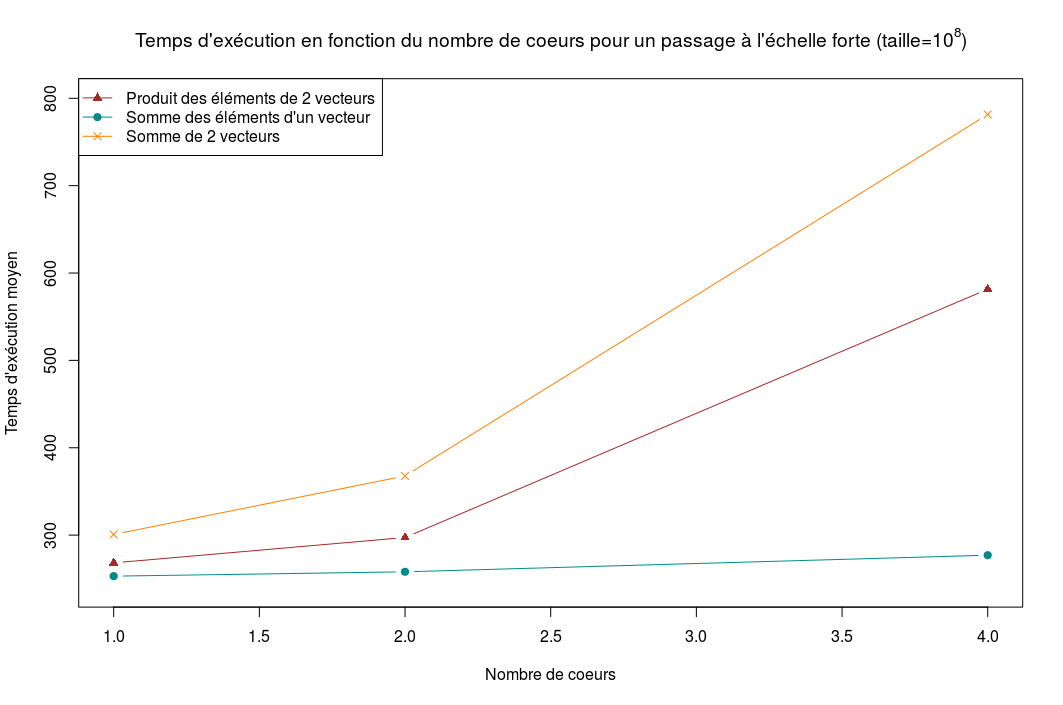 Temps d'exécution en fonction du nombre de coeurs pour un passage à l'échelle forte (taille=10⁸)
Produit des éléments de 2 vecteurs
Somme des éléments d'un vecteur
Somme de 2 vecteurs
Temps d'exécution moyen
800
700
600
500
400
300
1.0 1.5 2.0 2.5 3.0 3.5 4.0
Nombre de coeurs